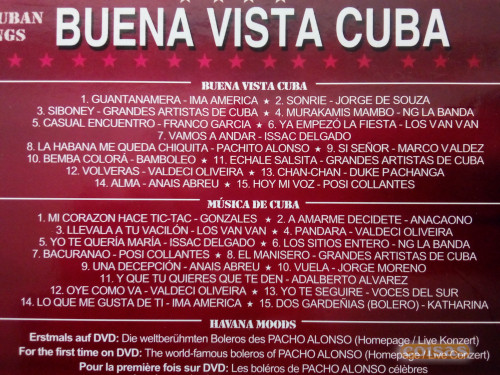 CUBAN
NGS
BUENA VISTA CUBA
BUENA VISTA CUBA
1. GUANTANAMERA - IMA AMERICA ★ 2. SONRIE - JORGE DE SOUZA
3. SIBONEY - GRANDES ARTISTAS DE CUBA ★ 4. MURAKAMIS MAMBO - NG LA BANDA
5. CASUAL ENCUENTRO - FRANCO GARCIA ★ 6. YA EMPEZÒ LA FIESTA - LOS VAN VAN
7. VAMOS A ANDAR - ISSAC DELGADO
8. LA HABANA ME QUEDA CHIQUITA - PACHITO ALONSO ★ 9. SI SEÑOR - MARCO VALDEZ
10. BEMBA COLORÁ - BAMBOLEO ★ 11. ECHALE SALSITA - GRANDES ARTISTAS DE CUBA
12. VOLVERAS - VALDECI OLIVEIRA ★ 13. CHAN-CHAN - DUKE PACHANGA
14. ALMA - ANAIS ABREU ★ 15. HOY MI VOZ - POSI COLLANTES
MÚSICA DE CUBA
1. MI CORAZON HACE TIC-TAC - GONZALES ★ 2. A AMARME DECIDETE - ANACAONO
3. LLEVALA A TU VACILÓN - LOS VAN VAN ★ 4. PANDARA - VALDECI OLIVEIRA
5. YO TE QUERÍA MARÍA - ISSAC DELGADO ★ 6. LOS SITIOS ENTERO - NG LA BANDA
7. BACURANAO - POSI COLLANTES ★ 8. EL MANISERO - GRANDES ARTISTAS DE CUBA
9. UNA DECEPCIÓN - ANAIS ABREU ★ 10. VUELA - JORGE MORENO
11. Y QUE TU QUIERES QUE TE DEN - ADALBERTO ALVAREZ
12. OYE COMO VA - VALDECI OLIVEIRA ★ 13. YO TE SEGUIRE - VOCES DEL SUR
14. LO QUE ME GUSTA DE TI - IMA AMERICA ★ 15. DOS GARDEÑIAS (BOLERO) - KATHARINA
HAVANA MOODS
Erstmals auf DVD: Die weltberühmten Boleros des PACHO ALONSO (Homepage / Live Konzert)
For the first time on DVD: The world-famous boleros of PACHO ALONSO (Homepage / Live Conzert)
Pour la première fois sur DVD: Les boléros de PACHO ALONSO célèbres